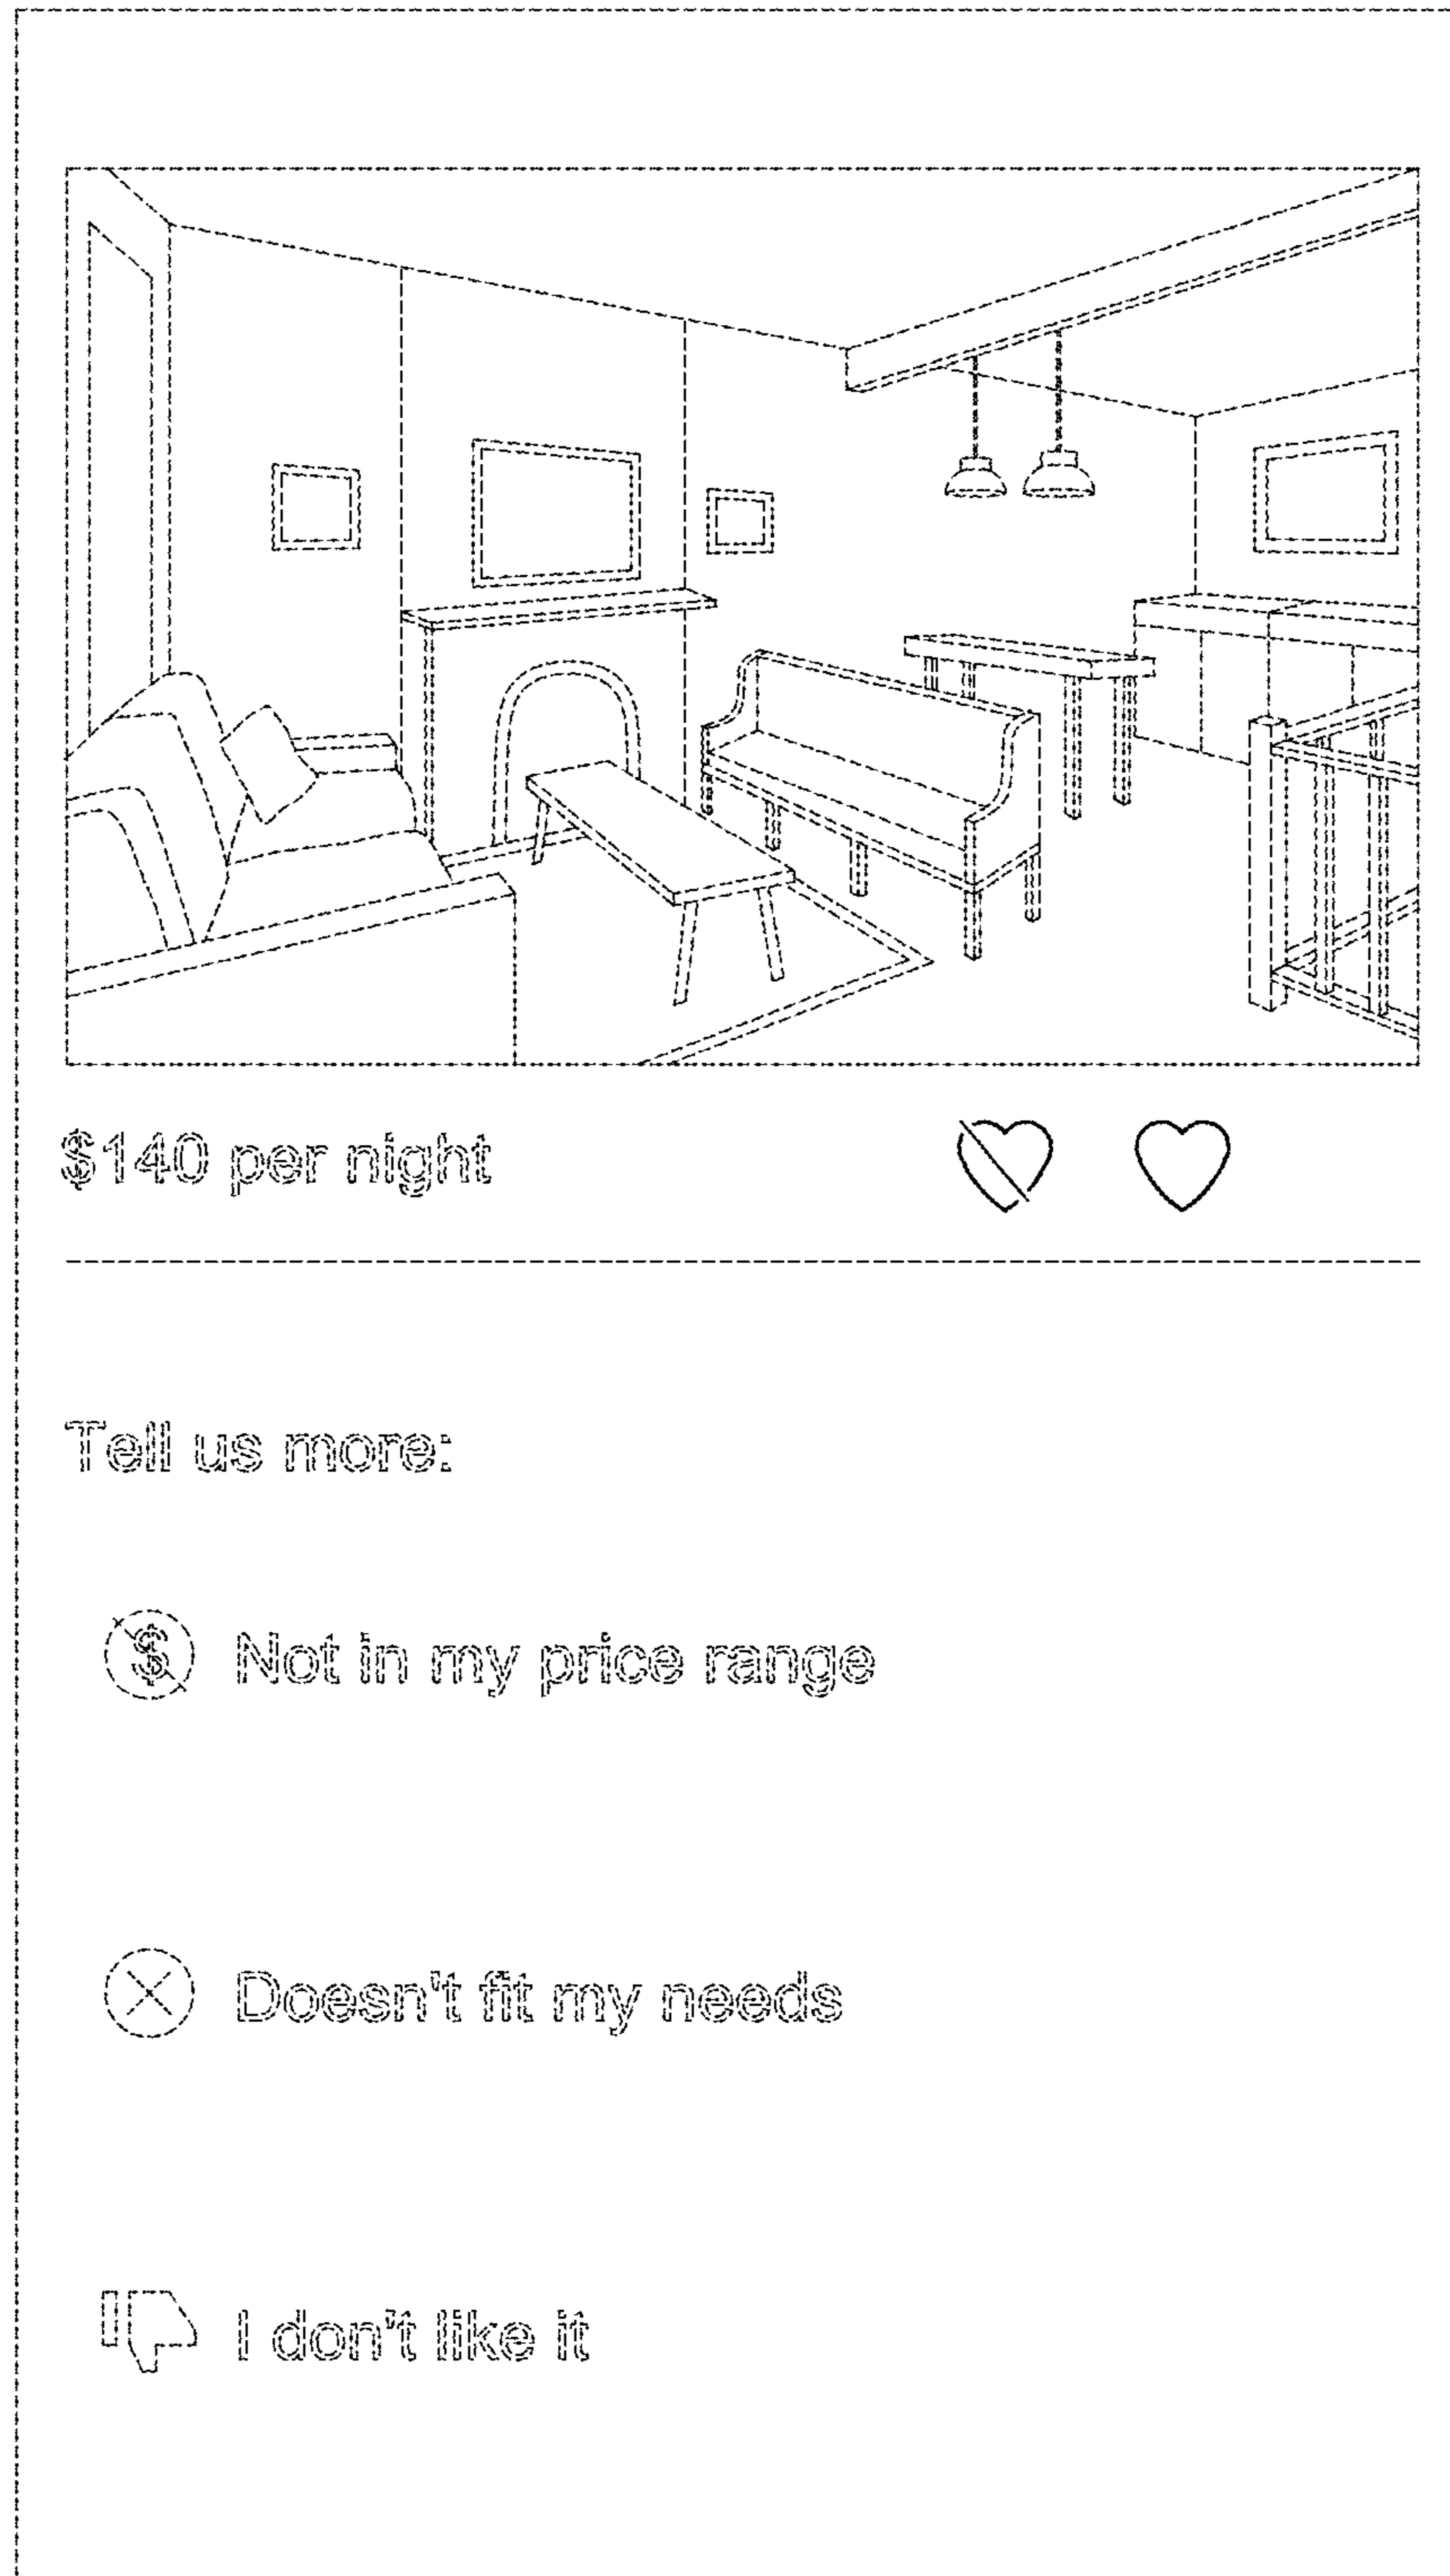 $140 per night
Tell us more:
$ Not in my price range
Doesn't fit my needs
I don't like it